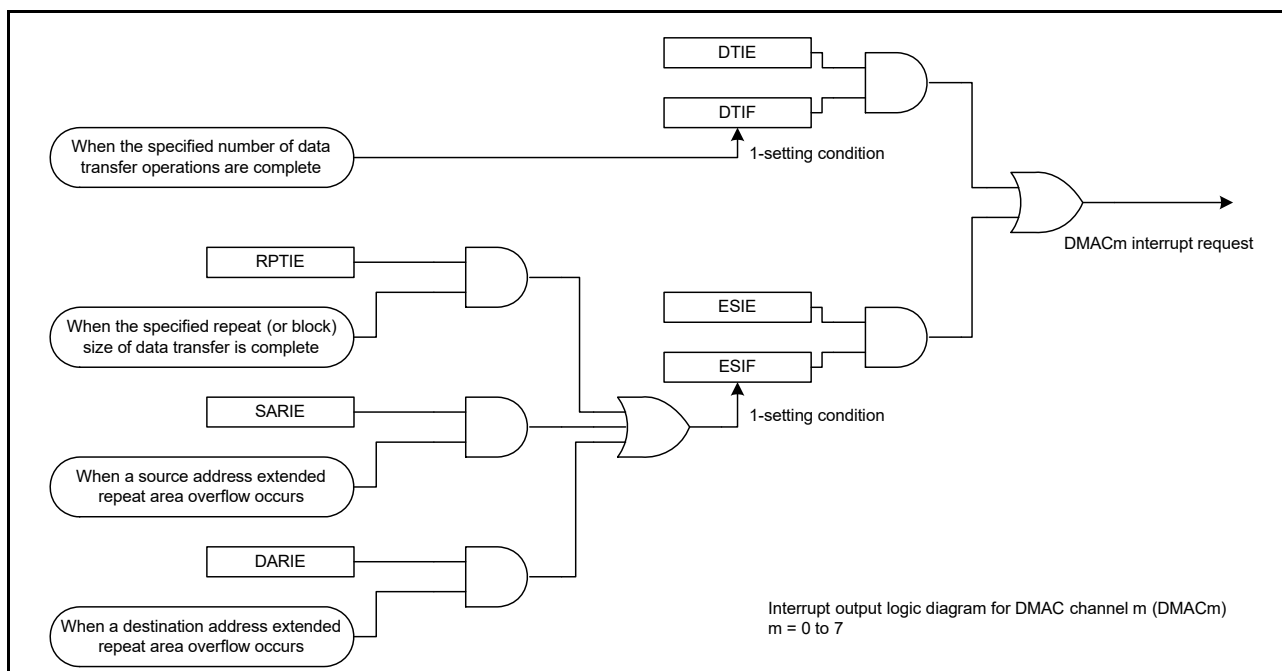 DTIE
DTIF
When the specified number of data
transfer operations are complete
1-setting condition
DMACm interrupt request
RPTIE
When the specified repeat (or block)
size of data transfer is complete
ESIE
ESIF
1-setting condition
SARIE
When a source address extended
repeat area overflow occurs
DARIE
When a destination address extended
repeat area overflow occurs
Interrupt output logic diagram for DMAC channel m (DMACm)
m = 0 to 7